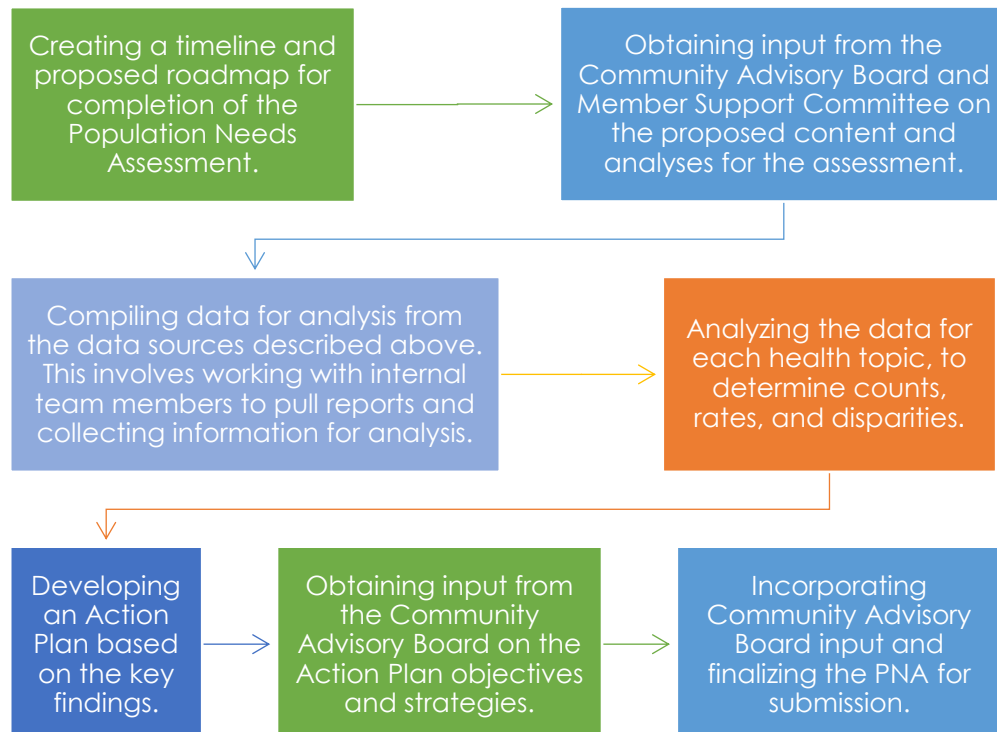 Creating a timeline and
proposed roadmap for
completion of the
Population Needs
Assessment.
Obtaining input from the
Community Advisory Board and
Member Support Committee on
the proposed content and
analyses for the assessment.
Compiling data for analysis from
the data sources described above.
This involves working with internal
team members to pull reports and
collecting information for analysis.
Analyzing the data for
each health topic, to
determine counts,
rates, and disparities.
Developing
an Action
Plan based
on the key
findings.
Obtaining input from
the Community
Advisory Board on the
Action Plan objectives
and strategies.
Incorporating
Community Advisory
Board input and
finalizing the PNA for
submission.